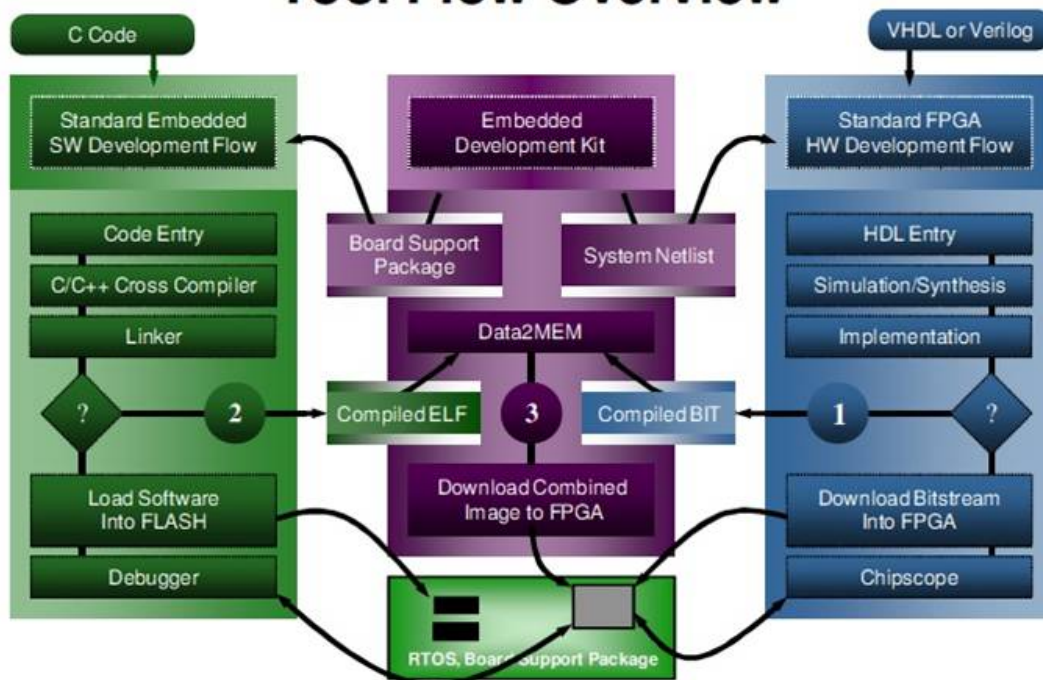 C Code
VHDL or Verilog
Standard Embedded
SW Development Flow
Embedded
Development Kit
Standard FPGA
HW Development Flow
Code Entry
C/C++ Cross Compiler
Linker
?
2
Load Software
Into FLASH
Debugger
Board Support
Package
System Netlist
Data2MEM
Compiled ELF
3
Compiled BIT
Download Combined
Image to FPGA
RTOS, Board Support Package
HDL Entry
Simulation/Synthesis
Implementation
1
?
Download Bitstream
Into FPGA
Chipscope